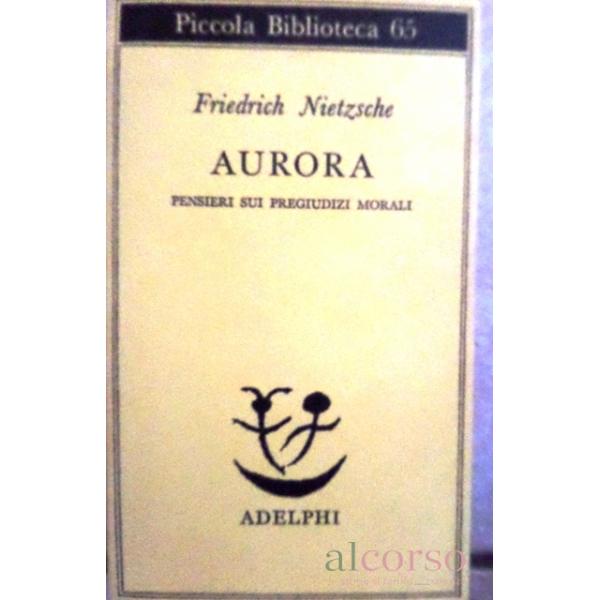 Piccola Biblioteca 65
Friedrich Nietzsche
AURORA
PENSIERI SUI PREGIUDIZI MORALI
ADELPHI
alcorso